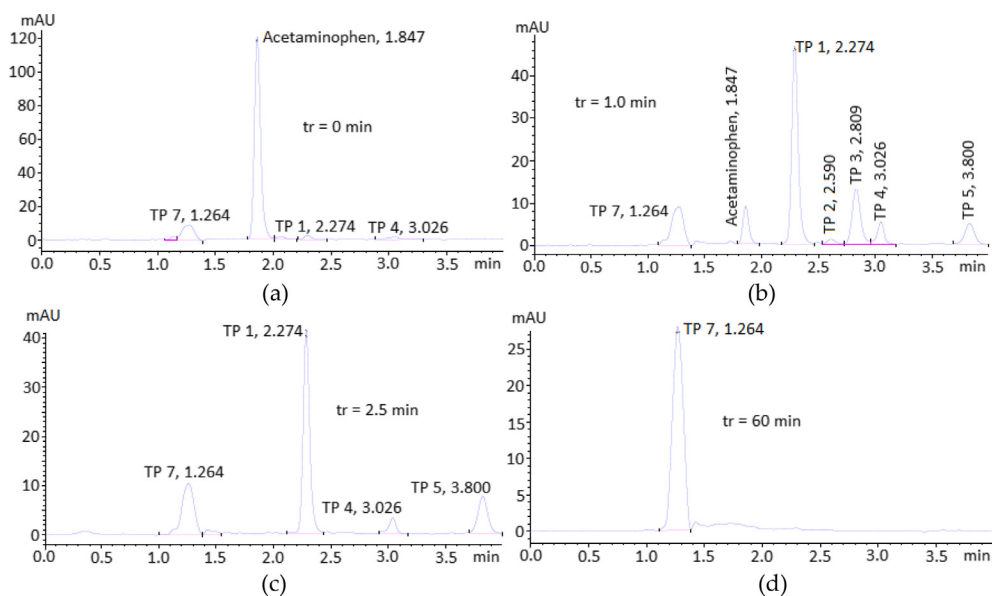 mAU
120
100
80
60
40
20
0
Acetaminophen, 1.847
tr = 0 min
TP 7, 1.264
TP 1, 2.274
TP 4, 3.026
0.0 0.5 1.0 1.5 2.0 2.5 3.0 3.5 min
(a)
mAU
40
30
20
10
0
TP 1, 2.274
tr = 1.0 min
Acetaminophen, 1.847
TP 7, 1.264
TP 2, 2.590
TP 3, 2.809
TP 4, 3.026
TP 5, 3.800
0.0 0.5 1.0 1.5 2.0 2.5 3.0 3.5 min
(b)
mAU
40
30
20
10
0
TP 1, 2.274
tr = 2.5 min
TP 7, 1.264
TP 4, 3.026
TP 5, 3.800
0.0 0.5 1.0 1.5 2.0 2.5 3.0 3.5 min
(c)
mAU
25
20
15
10
5
0
TP 7, 1.264
tr = 60 min
0.0 0.5 1.0 1.5 2.0 2.5 3.0 3.5 min
(d)